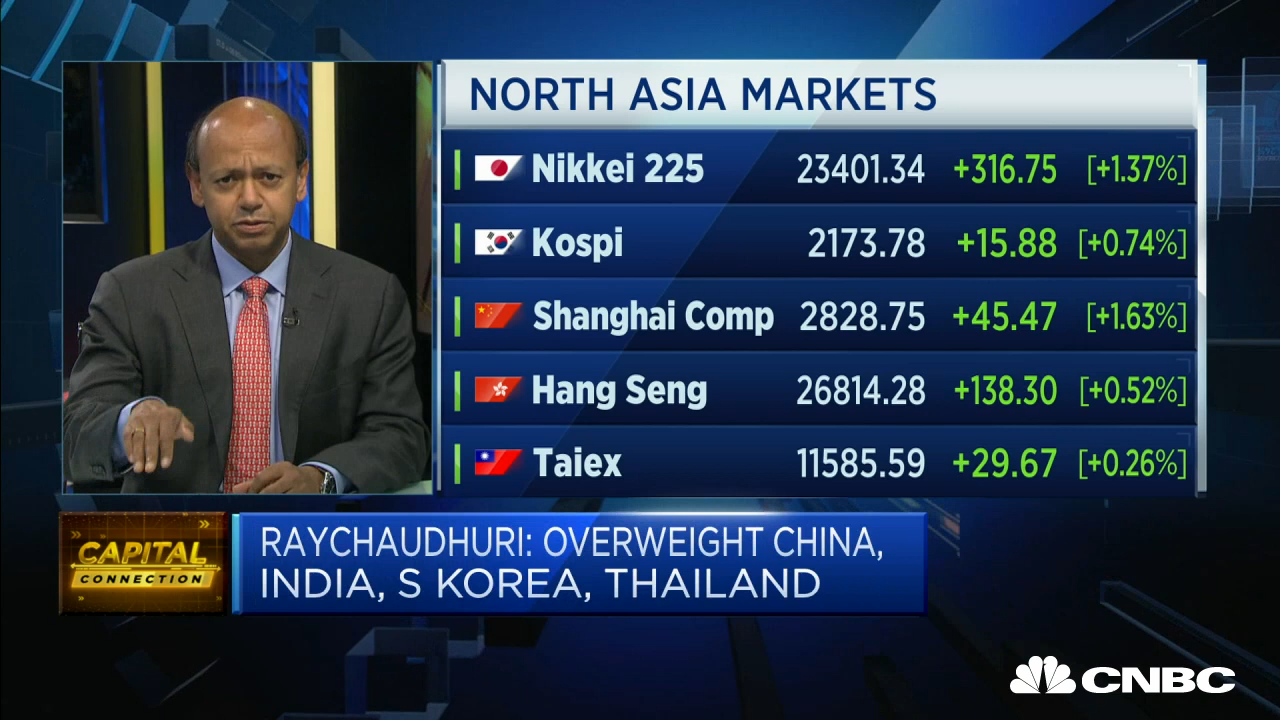 NORTH ASIA MARKETS
Nikkei 225 23401.34 +316.75 [+1.37%]
Kospi 2173.78 +15.88 [+0.74%]
Shanghai Comp 2828.75 +45.47 [+1.63%]
Hang Seng 26814.28 +138.30 [+0.52%]
Taiex 11585.59 +29.67 [+0.26%]
CAPITAL
CONNECTION
RAYCHAUDHURI: OVERWEIGHT CHINA,
INDIA, S KOREA, THAILAND
CNBC